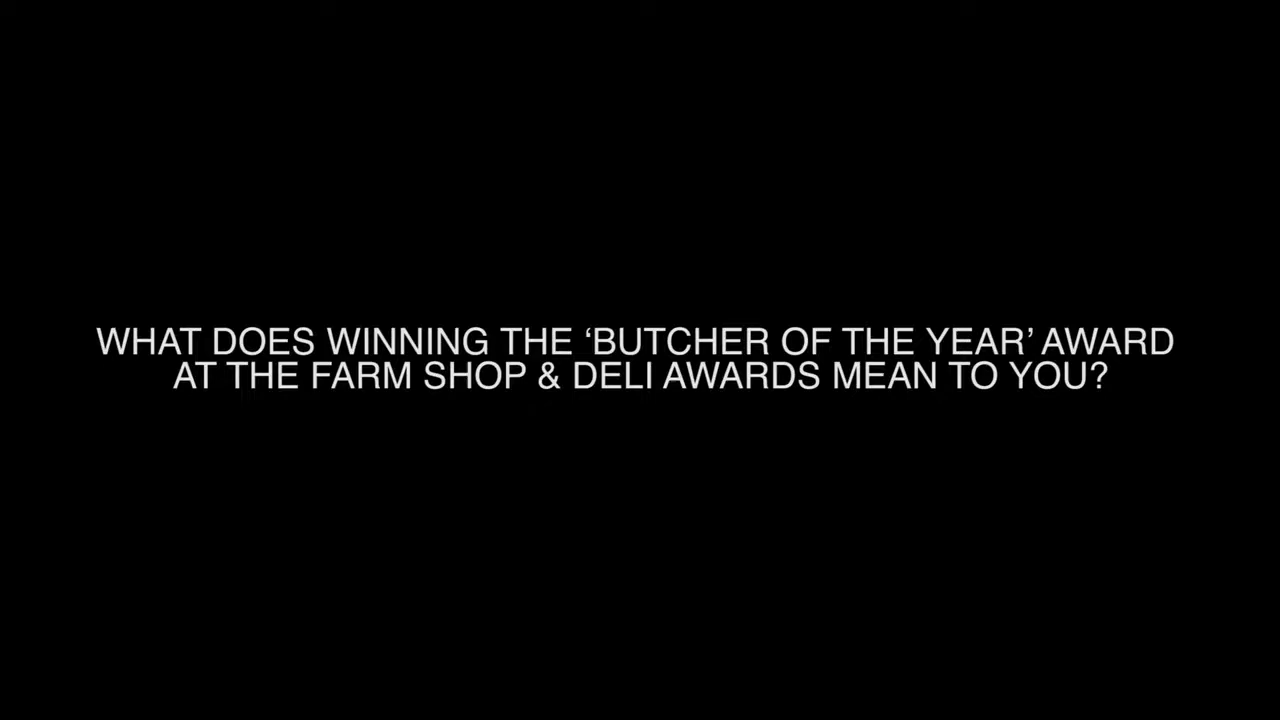 WHAT DOES WINNING THE ‘BUTCHER OF THE YEAR’ AWARD
AT THE FARM SHOP & DELI AWARDS MEAN TO YOU?